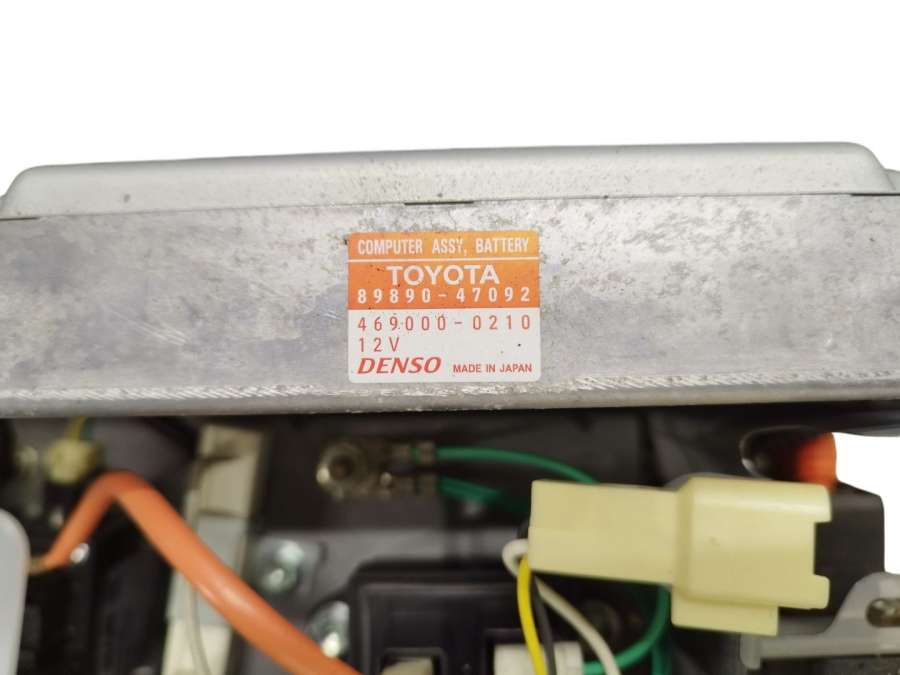 COMPUTER ASSY, BATTERY
TOYOTA
89890-47092
469000-0210
12V
DENSO MADE IN JAPAN